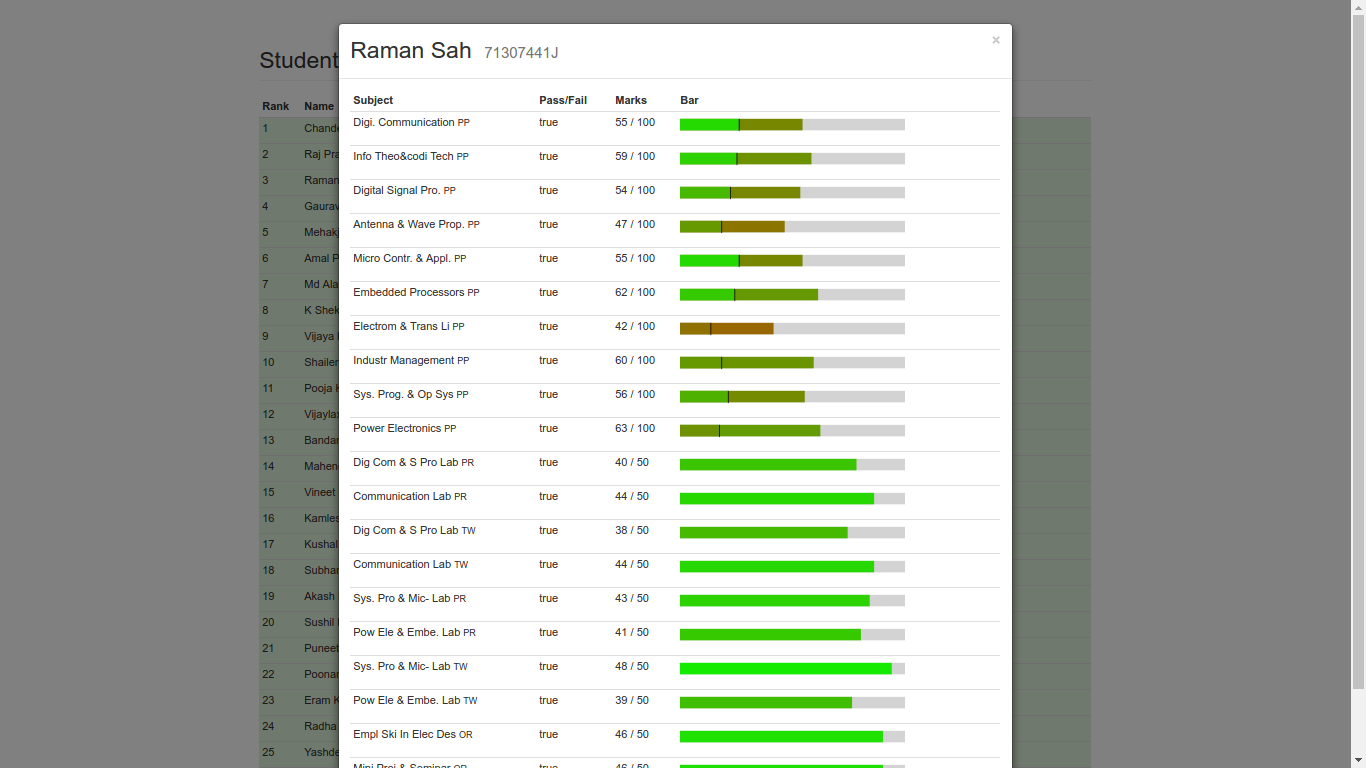 Raman Sah 71307441J ×
Student
Rank Name
1 Chande
2 Raj Pra
3 Raman
4 Gaurav
5 Mehakj
6 Amal P
7 Md Ala
8 K Shek
9 Vijaya
10 Shailer
11 Pooja
12 Vijaylax
13 Bandar
14 Mahen
15 Vineet
16 Kamles
17 Kushal
18 Subhar
19 Akash
20 Sushil
21 Puneet
22 Poonar
23 Eram K
24 Radha
25 Yashde
Subject Pass/Fail Marks Bar
Digi. Communication PP true 55 / 100
Info Theo&codi Tech PP true 59 / 100
Digital Signal Pro. PP true 54 / 100
Antenna & Wave Prop. PP true 47 / 100
Micro Contr. & Appl. PP true 55 / 100
Embedded Processors PP true 62 / 100
Electrom & Trans Li PP true 42 / 100
Industr Management PP true 60 / 100
Sys. Prog. & Op Sys PP true 56 / 100
Power Electronics PP true 63 / 100
Dig Com & S Pro Lab PR true 40 / 50
Communication Lab PR true 44 / 50
Dig Com & S Pro Lab TW true 38 / 50
Communication Lab TW true 44 / 50
Sys. Pro & Mic- Lab PR true 43 / 50
Pow Ele & Embe. Lab PR true 41 / 50
Sys. Pro & Mic- Lab TW true 48 / 50
Pow Ele & Embe. Lab TW true 39 / 50
Empl Ski In Elec Des OR true 46 / 50
Mini Proj & Seminar OR true 46 / 50